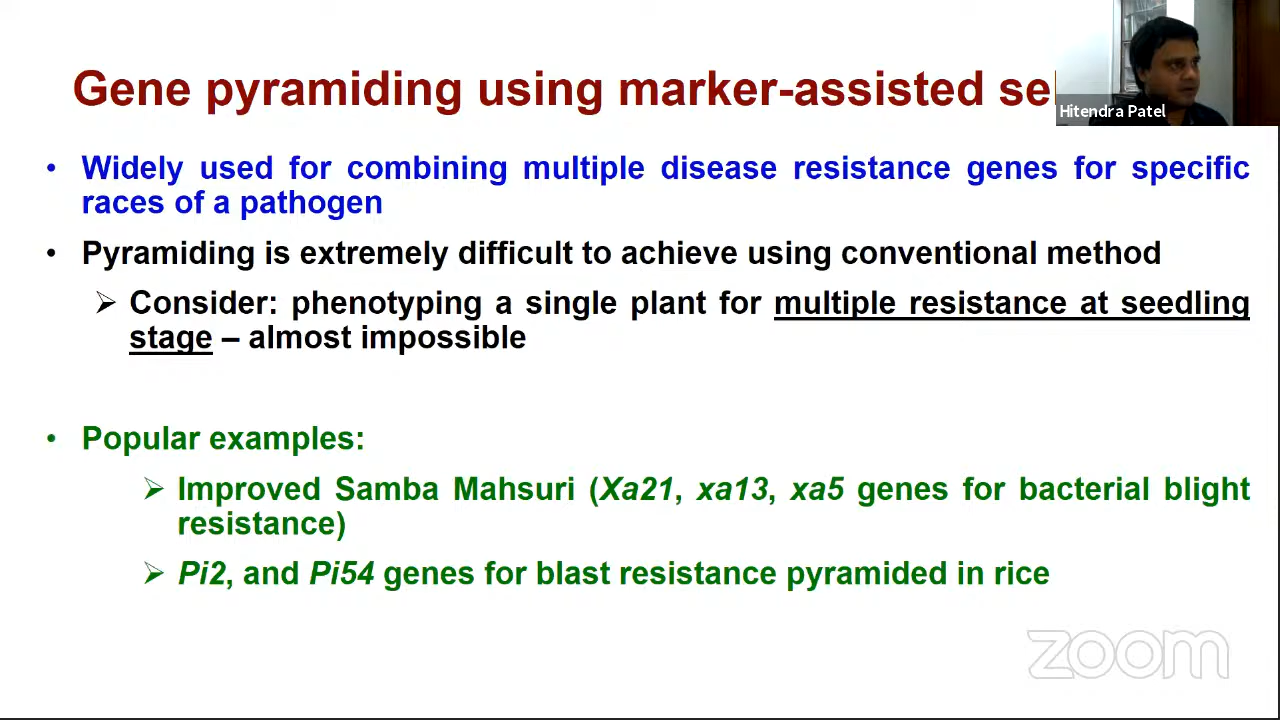 Gene pyramiding using marker-assisted
Hitendra Patel
• Widely used for combining multiple disease resistance genes for specific
races of a pathogen
• Pyramiding is extremely difficult to achieve using conventional method
➢ Consider: phenotyping a single plant for multiple resistance at seedling
stage – almost impossible
• Popular examples:
➢ Improved Samba Mahsuri (Xa21, xa13, xa5 genes for bacterial blight
resistance)
➢ Pi2, and Pi54 genes for blast resistance pyramided in rice
zoom